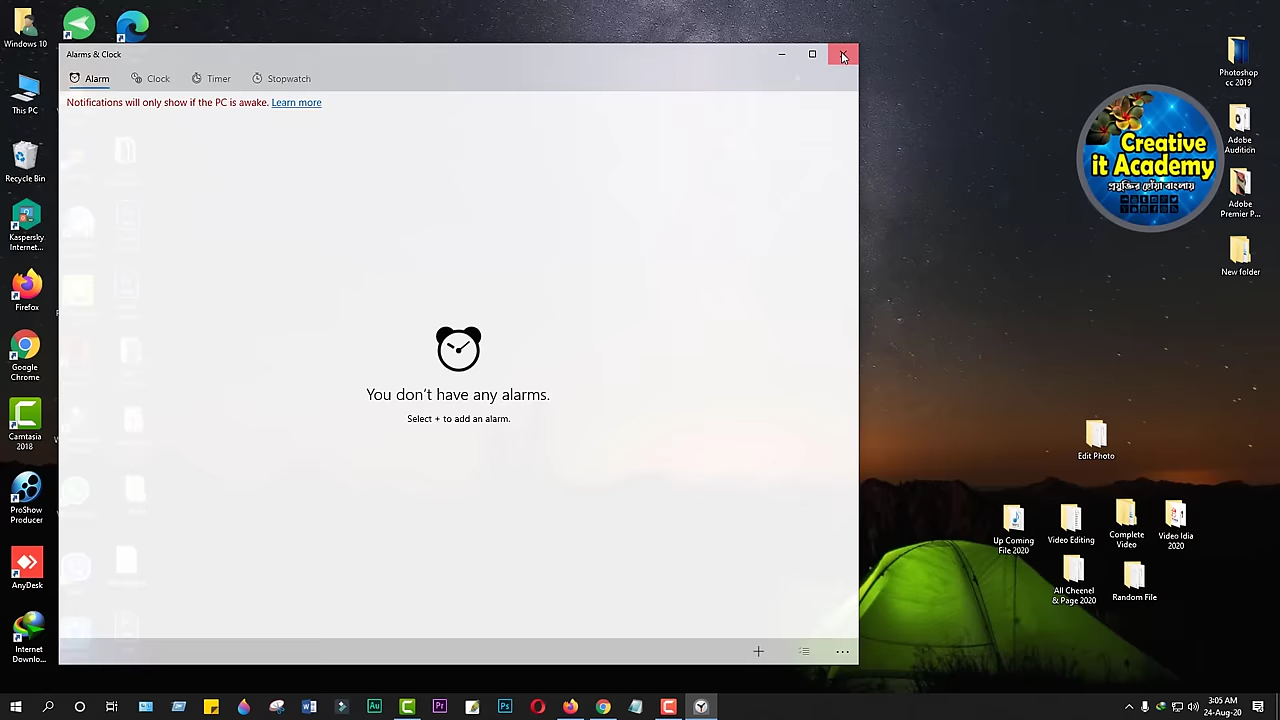 Windows 10
This PC
Recycle Bin
Kaspersky
Internet...
Firefox
Google
Chrome
Camtasia
2018
ProShow
Producer
AnyDesk
Internet
Downlo...
Alarms & Clock
Alarm
Clock
Timer
Stopwatch
Notifications will only show if the PC is awake. Learn more
You don't have any alarms.
Select + to add an alarm.
Creative
it Academy
প্রযুক্তির ছোঁয়া বাংলায়
Photoshop
cc 2019
Adobe
Audition
Adobe
Premier P...
New folder
Edit Photo
Up Coming
File 2020
Video Editing
Complete
Video
Video Idia
2020
All Cheenel
& Page 2020
Random File
Au
Pr
Ps
3:05 AM
24-Aug-20